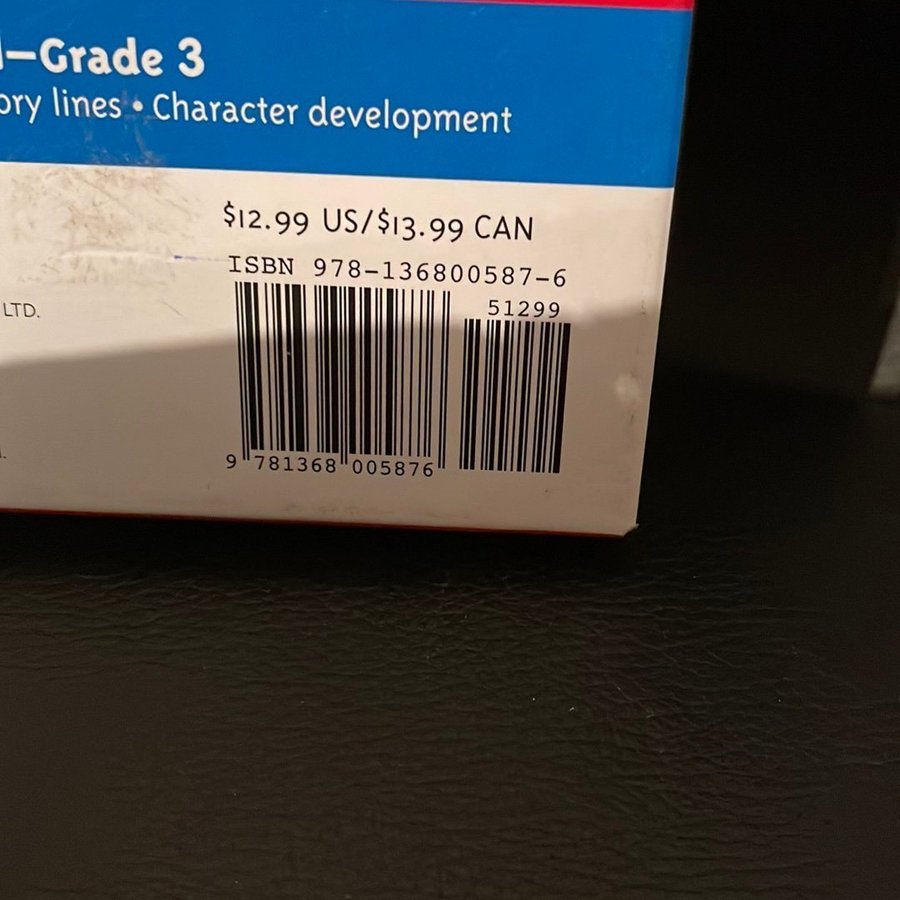 –Grade 3
ory lines • Character development
$12.99 US/$13.99 CAN
ISBN 978-136800587-6
51299
LTD.
9 781368 005876